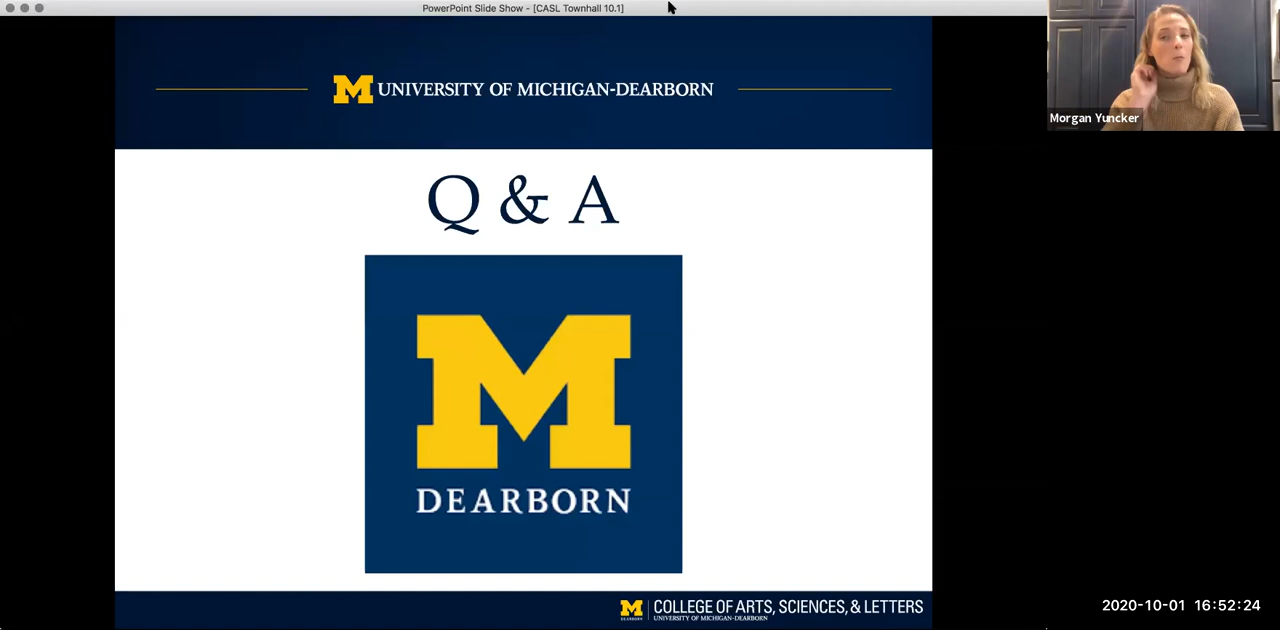 PowerPoint Slide Show - [CASL Townhall 10.1]
M UNIVERSITY OF MICHIGAN-DEARBORN
Morgan Yuncker
Q & A
M
DEARBORN
M
DEARBORN
COLLEGE OF ARTS, SCIENCES, & LETTERS
UNIVERSITY OF MICHIGAN-DEARBORN
2020-10-01 16:52:24